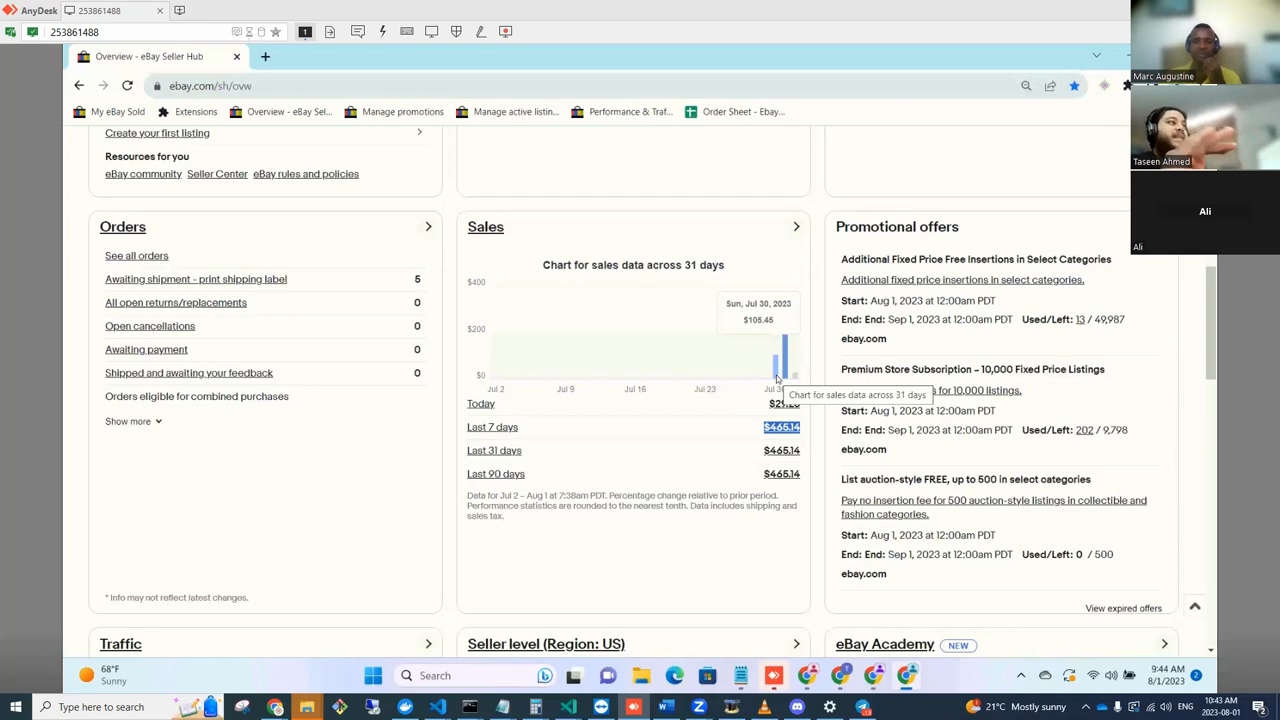 AnyDesk
253861488
253861488
1
Overview - eBay Seller Hub
ebay.com/sh/ovw
My eBay Sold
Extensions
Overview - eBay Sel...
Manage promotions
Manage active listin...
Performance & Traf...
Order Sheet - Ebay...
Marc Augustine
Taseen Ahmed
Ali
Ali
Create your first listing
Resources for you
eBay community Seller Center eBay rules and policies
Orders
See all orders
Awaiting shipment - print shipping label 5
All open returns/replacements 0
Open cancellations 0
Awaiting payment 0
Shipped and awaiting your feedback 0
Orders eligible for combined purchases
Show more
* Info may not reflect latest changes.
Sales
Chart for sales data across 31 days
$400
$200
$0
Sun, Jul 30, 2023
$105.45
Jul 2 Jul 9 Jul 16 Jul 23 Jul 30
Chart for sales data across 31 days
Today
Last 7 days $465.14
Last 31 days $465.14
Last 90 days $465.14
Data for Jul 2 – Aug 1 at 7:38am PDT. Percentage change relative to prior period.
Performance statistics are rounded to the nearest tenth. Data includes shipping and
sales tax.
Promotional offers
Additional Fixed Price Free Insertions in Select Categories
Additional fixed price insertions in select categories.
Start: Aug 1, 2023 at 12:00am PDT
End: End: Sep 1, 2023 at 12:00am PDT Used/Left: 13 / 49,987
ebay.com
Premium Store Subscription – 10,000 Fixed Price Listings
for 10,000 listings.
Start: Aug 1, 2023 at 12:00am PDT
End: End: Sep 1, 2023 at 12:00am PDT Used/Left: 202 / 9,798
ebay.com
List auction-style FREE, up to 500 in select categories
Pay no insertion fee for 500 auction-style listings in collectible and
fashion categories.
Start: Aug 1, 2023 at 12:00am PDT
End: End: Sep 1, 2023 at 12:00am PDT Used/Left: 0 / 500
ebay.com
View expired offers
Traffic
Seller level (Region: US)
eBay Academy NEW
68°F
Sunny
Search
9:44 AM
8/1/2023
2
Type here to search
21°C Mostly sunny
10:43 AM
2023-08-01
2